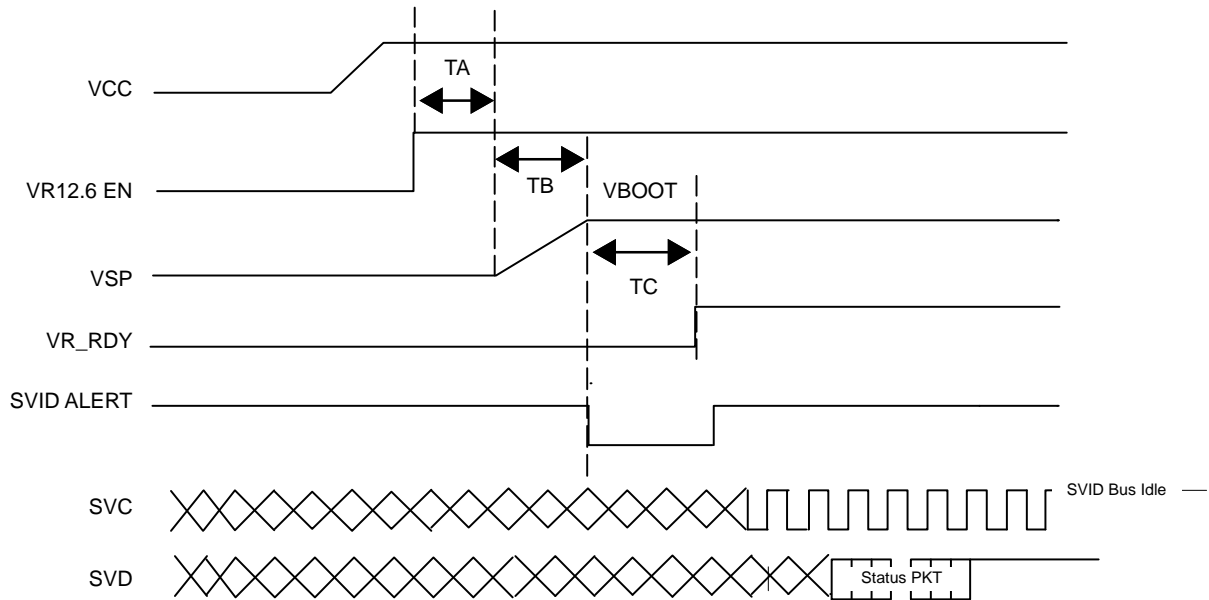 TA
VCC
VR12.6 EN
TB
VBOOT
VSP
TC
VR_RDY
SVID ALERT
SVC
SVID Bus Idle
SVD
Status PKT